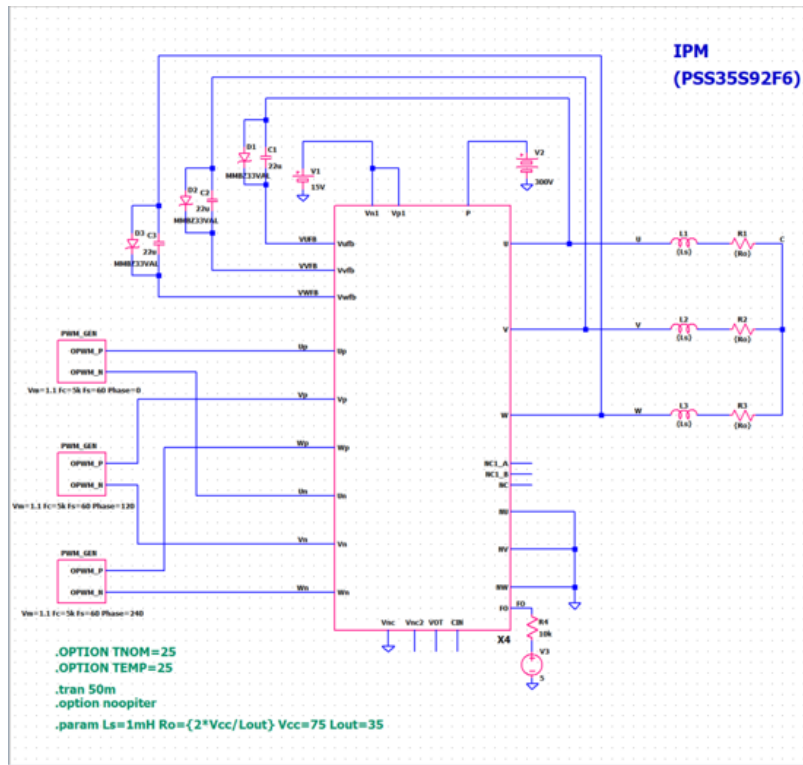 IPM
(PSS35S92F6)
D1
MMBZ33VAL
C1
22u
D2
MMBZ33VAL
C2
22u
D3
MMBZ33VAL
C3
22u
V1
15V
V2
300V
Vn1
Vp1
P
VUFB
Vufb
VVFB
Vvfb
VWFB
Vwfb
U
U
L1
(Ls)
R1
(Ro)
C
V
V
L2
(Ls)
R2
(Ro)
W
W
L3
(Ls)
R3
(Ro)
PWM_GEN
OPWM_P
OPWM_N
Vm=1.1 Fc=5k Fs=60 Phase=0
PWM_GEN
OPWM_P
OPWM_N
Vm=1.1 Fc=5k Fs=60 Phase=120
PWM_GEN
OPWM_P
OPWM_N
Vm=1.1 Fc=5k Fs=60 Phase=240
Up
Up
Vp
Vp
Wp
Wp
Un
Un
Vn
Vn
Wn
Wn
NC1_A
NC1_B
NC
NU
NV
NW
FO
FO
R4
10k
V3
5
Vnc
Vnc2
VOT
CIN
X4
.OPTION TNOM=25
.OPTION TEMP=25
.tran 50m
.option noopiter
.param Ls=1mH Ro={2*Vcc/Lout} Vcc=75 Lout=35